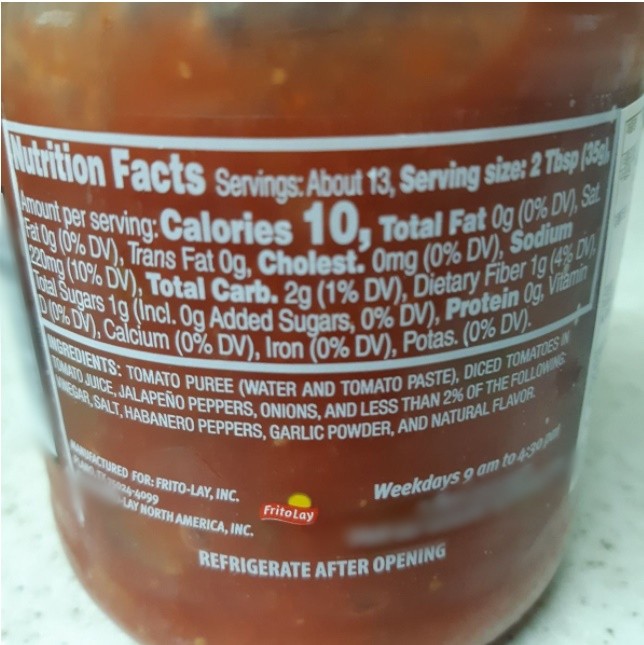 Nutrition Facts Servings: About 13, Serving size: 2 Tbsp (35g),
Amount per serving: Calories 10, Total Fat 0g (0% DV), Sat.
Fat 0g (0% DV), Trans Fat 0g, Cholest. 0mg (0% DV), Sodium
(10% DV), Total Carb. 2g (1% DV), Dietary Fiber 1g (4% DV),
Total Sugars 1g (Incl. 0g Added Sugars, 0% DV), Protein 0g, Vitamin
D (0% DV), Calcium (0% DV), Iron (0% DV), Potas. (0% DV).
INGREDIENTS: TOMATO PUREE (WATER AND TOMATO PASTE), DICED TOMATOES IN
TOMATO JUICE, JALAPEÑO PEPPERS, ONIONS, AND LESS THAN 2% OF THE FOLLOWING:
VINEGAR, SALT, HABANERO PEPPERS, GARLIC POWDER, AND NATURAL FLAVOR.
MANUFACTURED FOR: FRITO-LAY, INC.
PLANO, TX 75024-4099
-LAY NORTH AMERICA, INC.
FritoLay
Weekdays 9 am to 4:30 pm
REFRIGERATE AFTER OPENING